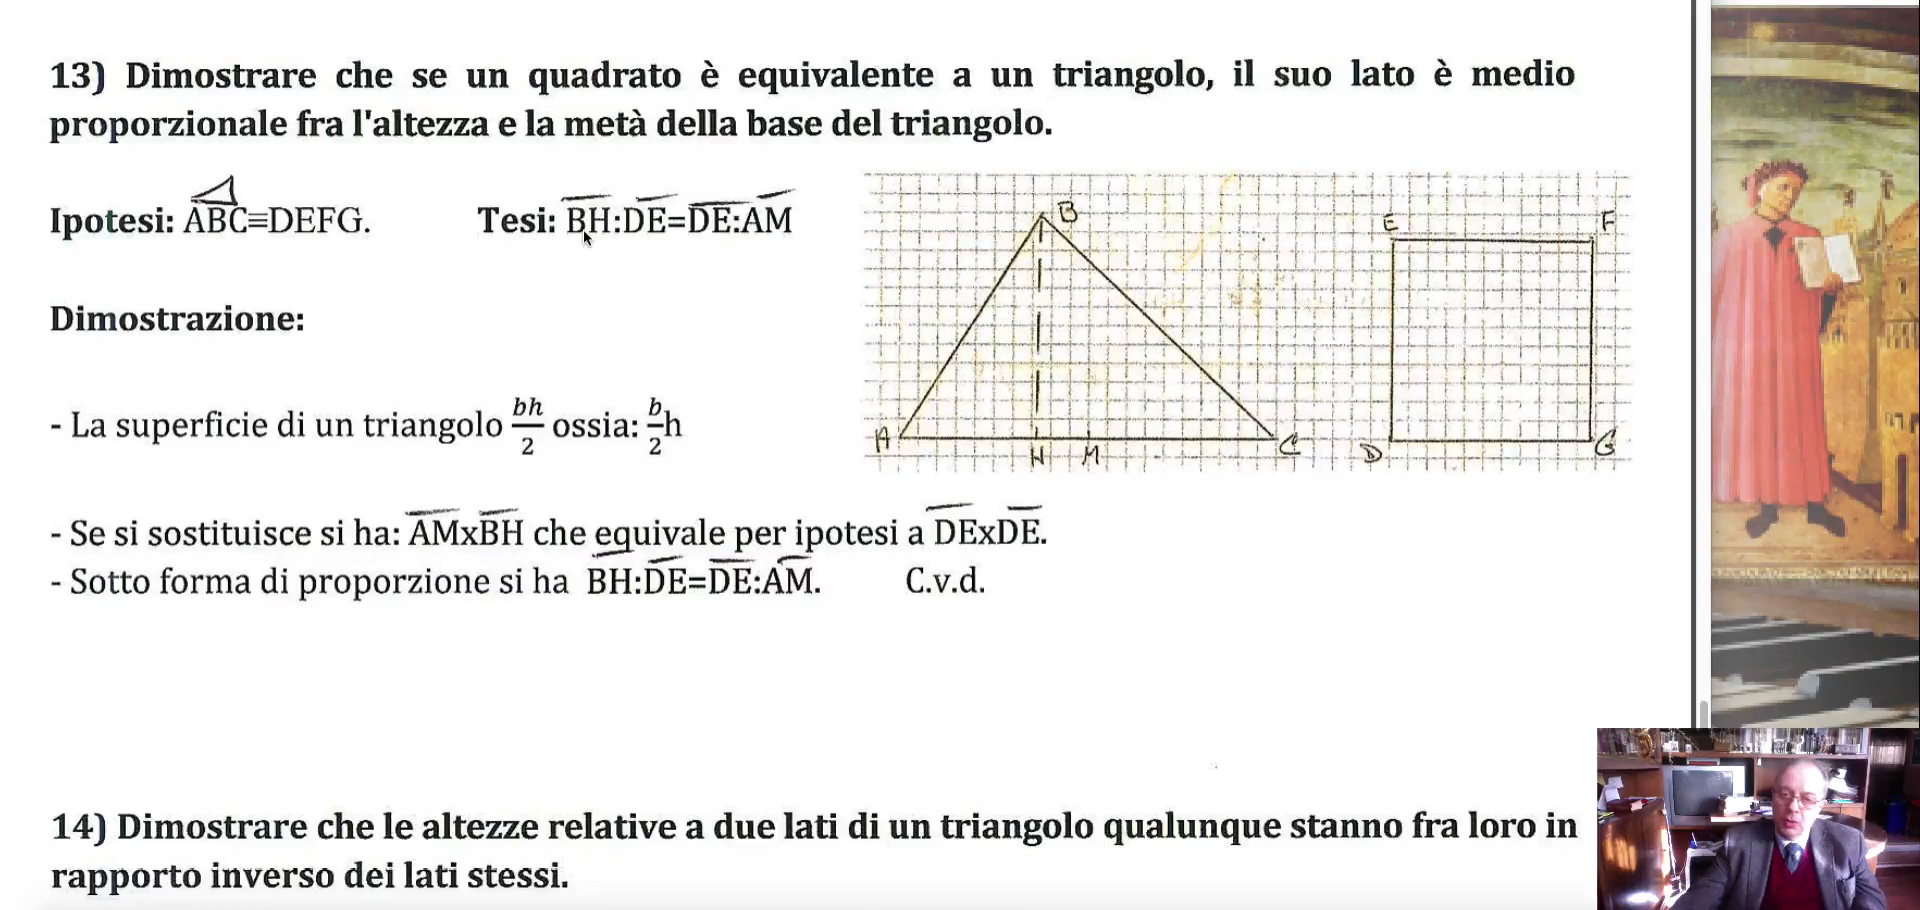 13) Dimostrare che se un quadrato è equivalente a un triangolo, il suo lato è medio
proporzionale fra l'altezza e la metà della base del triangolo.
Ipotesi: ABC≡DEFG. Tesi: BH:DE=DE:AM
B
E F
Dimostrazione:
- La superficie di un triangolo bh/2 ossia: b/2 h
A H M C D G
- Se si sostituisce si ha: AMxBH che equivale per ipotesi a DExDE.
- Sotto forma di proporzione si ha BH:DE=DE:AM. C.v.d.
14) Dimostrare che le altezze relative a due lati di un triangolo qualunque stanno fra loro in
rapporto inverso dei lati stessi.